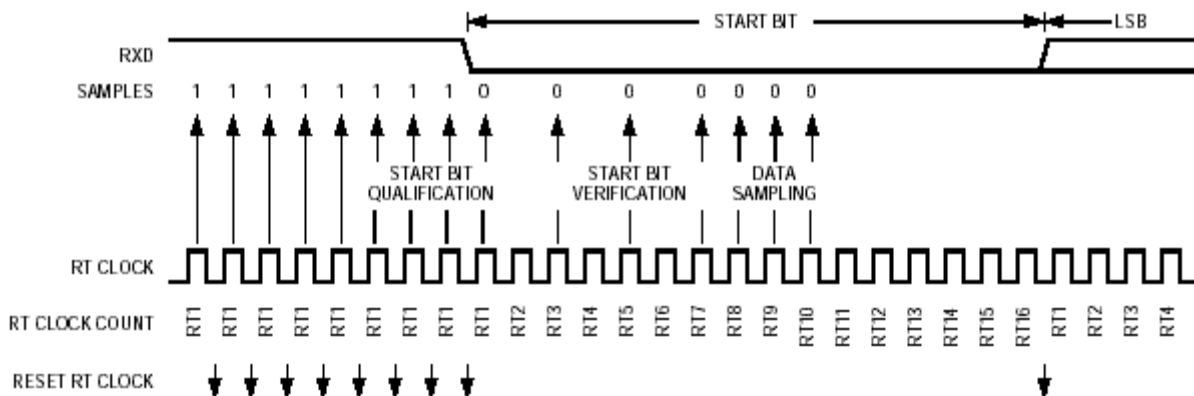 START BIT LSB
RXD
SAMPLES 1 1 1 1 1 1 1 1 0 0 0 0 0 0 0
START BIT QUALIFICATION START BIT VERIFICATION DATA SAMPLING
RT CLOCK
RT CLOCK COUNT RT1 RT1 RT1 RT1 RT1 RT1 RT1 RT1 RT1 RT2 RT3 RT4 RT5 RT6 RT7 RT8 RT9 RT10 RT11 RT12 RT13 RT14 RT15 RT16 RT1 RT2 RT3 RT4
RESET RT CLOCK